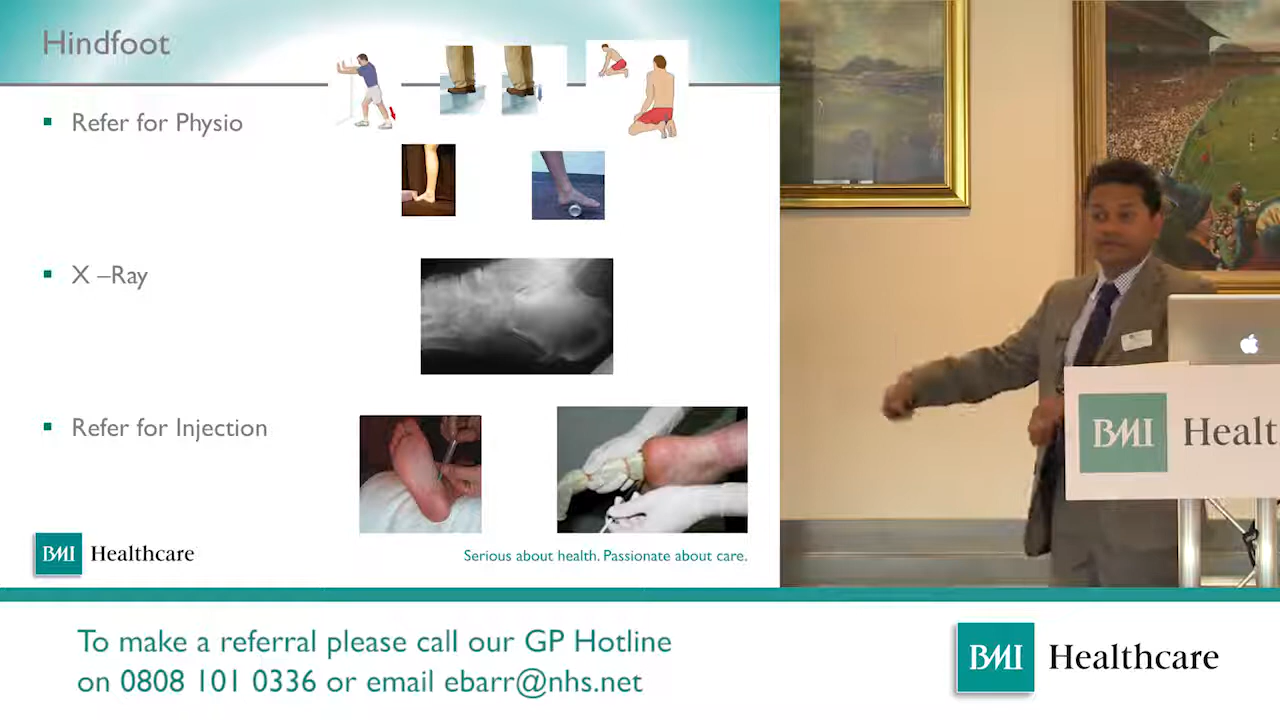 Hindfoot
▪ Refer for Physio
▪ X –Ray
▪ Refer for Injection
BMI Healthcare
Serious about health. Passionate about care.
BMI Healt
To make a referral please call our GP Hotline
on 0808 101 0336 or email ebarr@nhs.net
BMI Healthcare